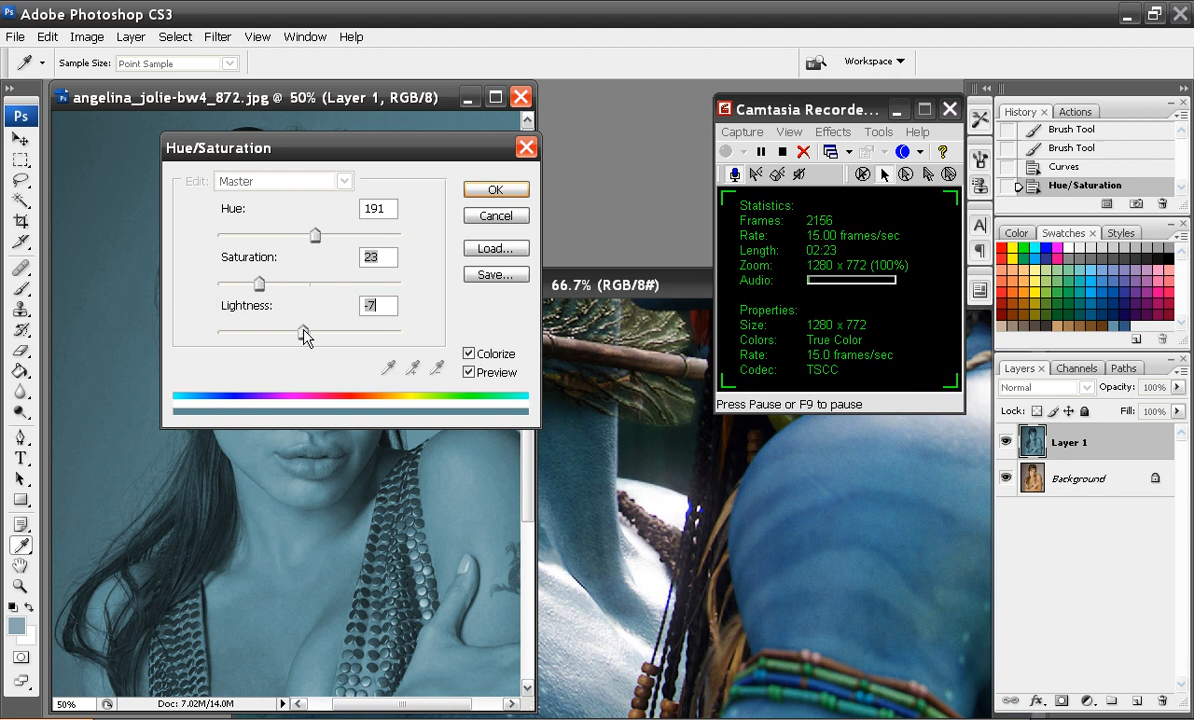 Adobe Photoshop CS3
File Edit Image Layer Select Filter View Window Help
Sample Size: Point Sample
Workspace
angelina_jolie-bw4_872.jpg @ 50% (Layer 1, RGB/8)
Ps
Hue/Saturation
Edit: Master
Hue: 191
Saturation: 23
Lightness: -7
OK
Cancel
Load...
Save...
Colorize
Preview
50% Doc: 7.02M/14.0M
66.7% (RGB/8#)
Camtasia Recorde...
Capture View Effects Tools Help
Statistics:
Frames: 2156
Rate: 15.00 frames/sec
Length: 02:23
Zoom: 1280 x 772 (100%)
Audio:
Properties:
Size: 1280 x 772
Colors: True Color
Rate: 15.0 frames/sec
Codec: TSCC
Press Pause or F9 to pause
History Actions
Brush Tool
Brush Tool
Curves
Hue/Saturation
Color Swatches Styles
Layers Channels Paths
Normal Opacity: 100%
Lock: Fill: 100%
Layer 1
Background